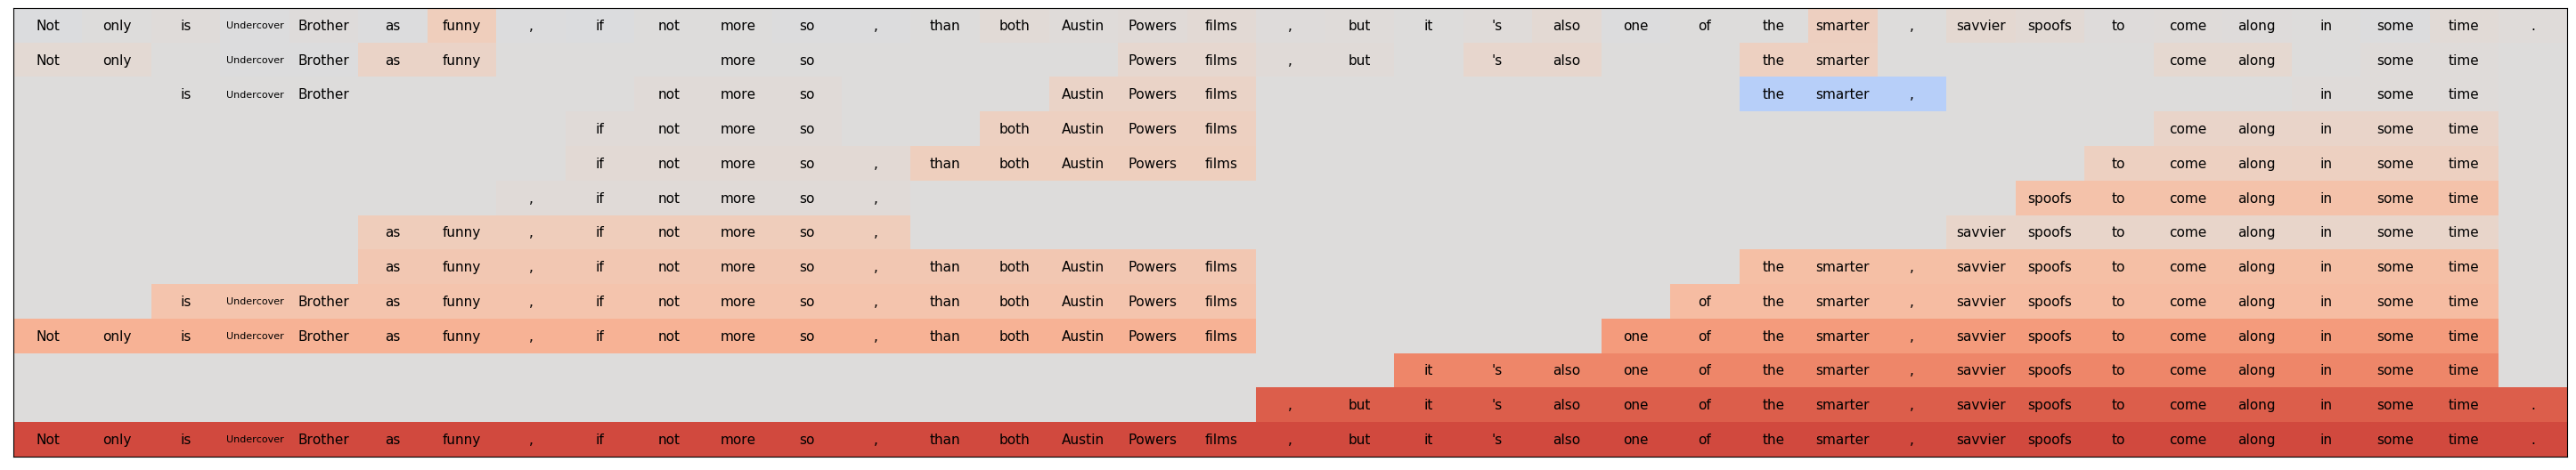 Not only is Undercover Brother as funny , if not more so , than both Austin Powers films , but it 's also one of the smarter , savvier spoofs to come along in some time .
Not only Undercover Brother as funny more so Powers films , but 's also the smarter come along some time
is Undercover Brother not more so Austin Powers films the smarter , in some time
if not more so both Austin Powers films come along in some time
if not more so , than both Austin Powers films to come along in some time
, if not more so , spoofs to come along in some time
as funny , if not more so , savvier spoofs to come along in some time
as funny , if not more so , than both Austin Powers films the smarter , savvier spoofs to come along in some time
is Undercover Brother as funny , if not more so , than both Austin Powers films of the smarter , savvier spoofs to come along in some time
Not only is Undercover Brother as funny , if not more so , than both Austin Powers films one of the smarter , savvier spoofs to come along in some time
it 's also one of the smarter , savvier spoofs to come along in some time
, but it 's also one of the smarter , savvier spoofs to come along in some time .
Not only is Undercover Brother as funny , if not more so , than both Austin Powers films , but it 's also one of the smarter , savvier spoofs to come along in some time .